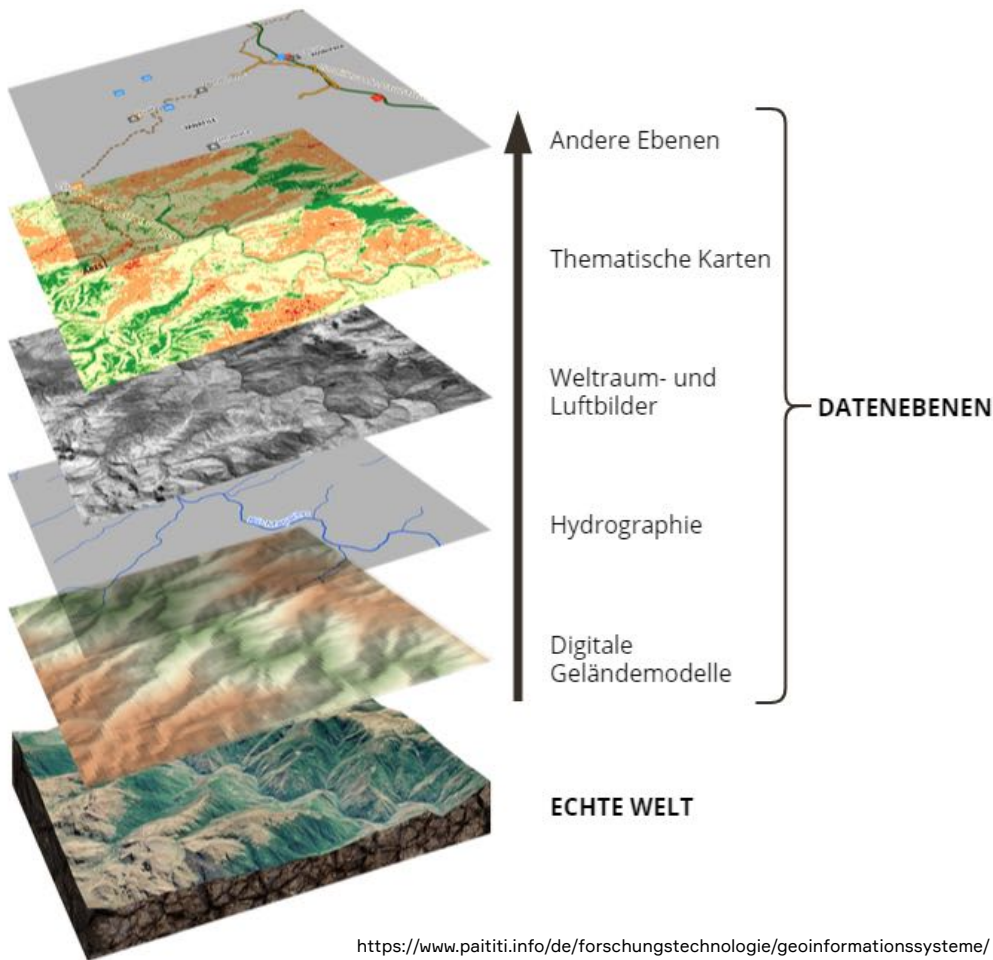 Andere Ebenen
Thematische Karten
Weltraum- und
Luftbilder
DATENEBENEN
Hydrographie
Digitale
Geländemodelle
ECHTE WELT
https://www.paititi.info/de/forschungstechnologie/geoinformationssysteme/